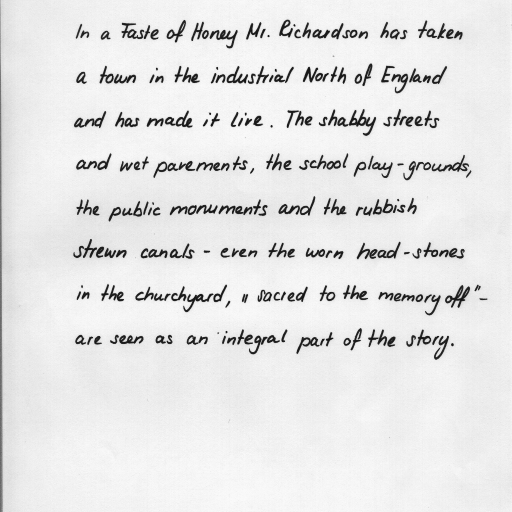 In a Taste of Honey Mr. Richardson has taken
a town in the industrial North of England
and has made it live. The shabby streets
and wet pavements, the school play-grounds,
the public monuments and the rubbish
strewn canals - even the worn head-stones
in the churchyard, „sacred to the memory off"-
are seen as an integral part of the story.